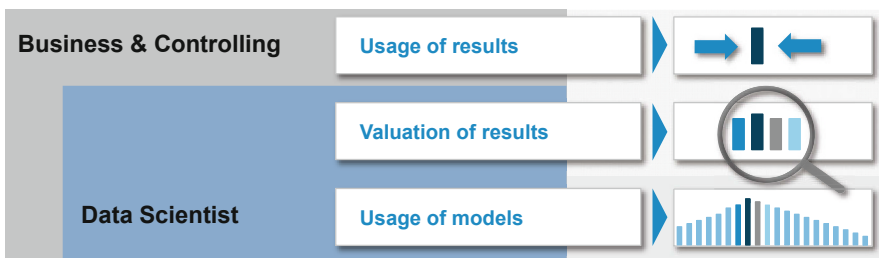 Business & Controlling
Usage of results
Valuation of results
Data Scientist
Usage of models